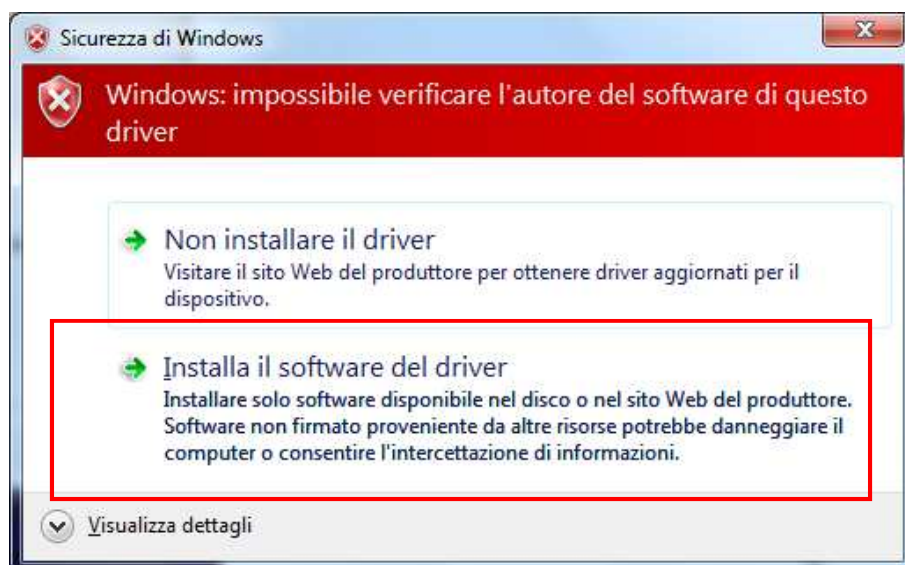 Sicurezza di Windows
Windows: impossibile verificare l'autore del software di questo
driver
Non installare il driver
Visitare il sito Web del produttore per ottenere driver aggiornati per il
dispositivo.
Installa il software del driver
Installare solo software disponibile nel disco o nel sito Web del produttore.
Software non firmato proveniente da altre risorse potrebbe danneggiare il
computer o consentire l'intercettazione di informazioni.
Visualizza dettagli